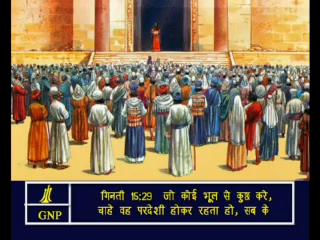 गिनती 15:29 जो कोई भूल से कुछ करे,
चाहे वह परदेशी होकर रहता हो, सब के
GNP